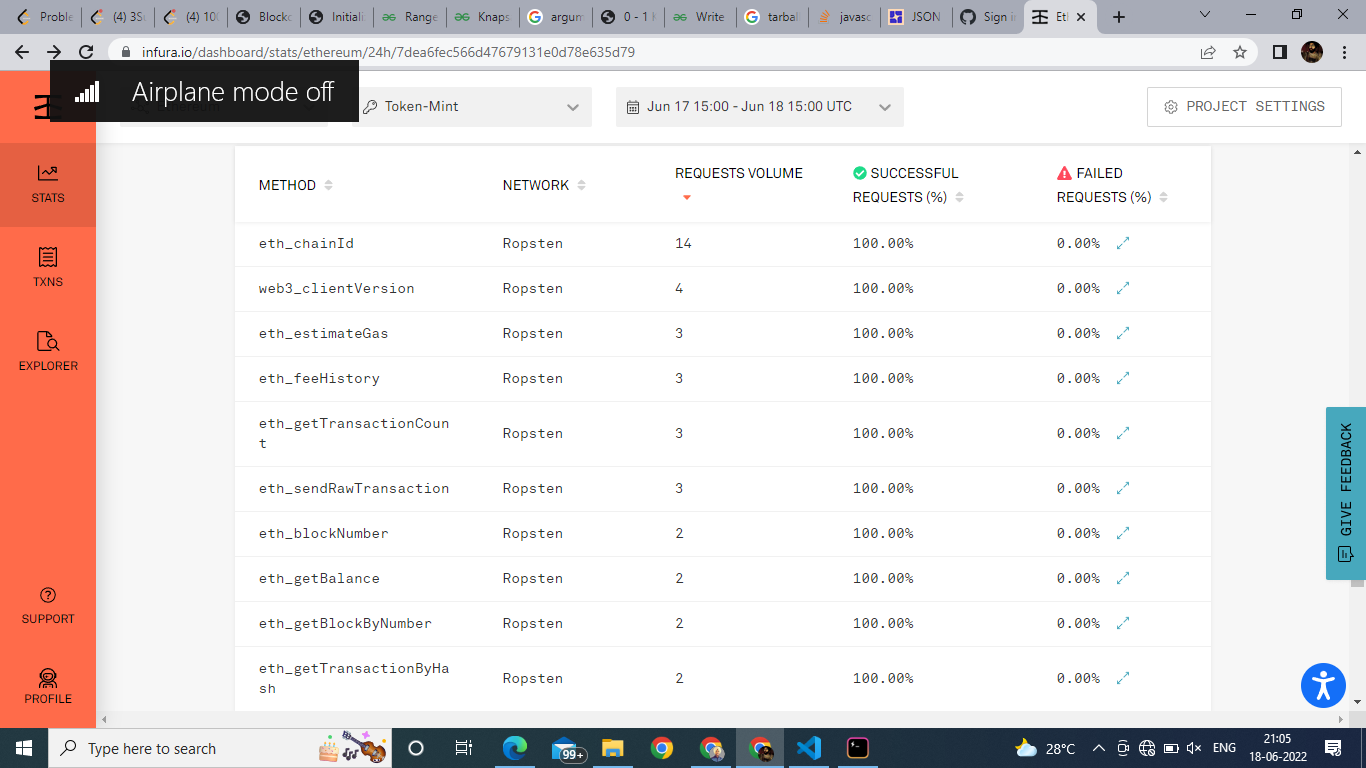 Proble
(4) 3S
(4) 10
Blockc
Initiali
Range
Knaps
argum
0 - 1
Write
tarbal
javasc
JSON
Sign i
Et
infura.io/dashboard/stats/ethereum/24h/7dea6fec566d47679131e0d78e635d79
Airplane mode off
Token-Mint
Jun 17 15:00 - Jun 18 15:00 UTC
PROJECT SETTINGS
STATS
TXNS
EXPLORER
SUPPORT
PROFILE
METHOD
NETWORK
REQUESTS VOLUME
SUCCESSFUL
REQUESTS (%)
FAILED
REQUESTS (%)
eth_chainId Ropsten 14 100.00% 0.00%
web3_clientVersion Ropsten 4 100.00% 0.00%
eth_estimateGas Ropsten 3 100.00% 0.00%
eth_feeHistory Ropsten 3 100.00% 0.00%
eth_getTransactionCoun
t
Ropsten 3 100.00% 0.00%
eth_sendRawTransaction Ropsten 3 100.00% 0.00%
eth_blockNumber Ropsten 2 100.00% 0.00%
eth_getBalance Ropsten 2 100.00% 0.00%
eth_getBlockByNumber Ropsten 2 100.00% 0.00%
eth_getTransactionByHa
sh
Ropsten 2 100.00% 0.00%
GIVE FEEDBACK
Type here to search
99+
28°C
ENG
21:05
18-06-2022